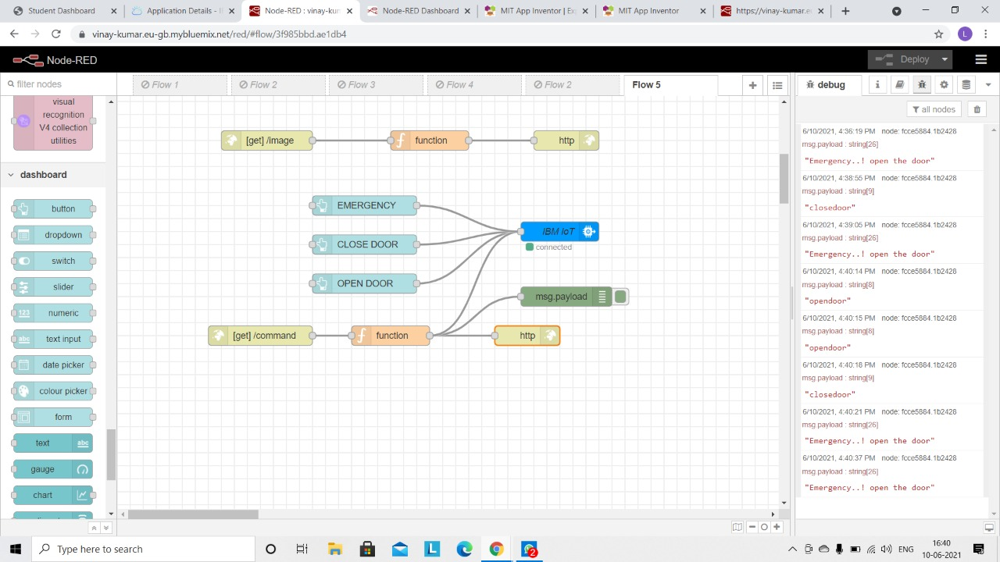 Student Dashboard
Application Details - I
Node-RED : vinay-kun
Node-RED Dashboard
MIT App Inventor | Exp
MIT App Inventor
https://vinay-kumar.e
vinay-kumar.eu-gb.mybluemix.net/red/#flow/3f985bbd.ae1db4
L
Node-RED
Deploy
filter nodes
Flow 1
Flow 2
Flow 3
Flow 4
Flow 2
Flow 5
debug
all nodes
visual
recognition
V4 collection
utilities
dashboard
button
dropdown
switch
slider
123
numeric
abc
text input
date picker
colour picker
form
text
abc
gauge
chart
[get] /image
function
http
EMERGENCY
CLOSE DOOR
OPEN DOOR
IBM IoT
connected
msg.payload
[get] /command
function
http
6/10/2021, 4:36:19 PM node: fcce5884.1b2428
msg.payload : string[26]
"Emergency..! open the door"
6/10/2021, 4:38:55 PM node: fcce5884.1b2428
msg.payload : string[9]
"closedoor"
6/10/2021, 4:39:05 PM node: fcce5884.1b2428
msg.payload : string[26]
"Emergency..! open the door"
6/10/2021, 4:40:14 PM node: fcce5884.1b2428
msg.payload : string[8]
"opendoor"
6/10/2021, 4:40:15 PM node: fcce5884.1b2428
msg.payload : string[8]
"opendoor"
6/10/2021, 4:40:18 PM node: fcce5884.1b2428
msg.payload : string[9]
"closedoor"
6/10/2021, 4:40:21 PM node: fcce5884.1b2428
msg.payload : string[26]
"Emergency..! open the door"
6/10/2021, 4:40:37 PM node: fcce5884.1b2428
msg.payload : string[26]
"Emergency..! open the door"
Type here to search
L
2
ENG
16:40
10-06-2021